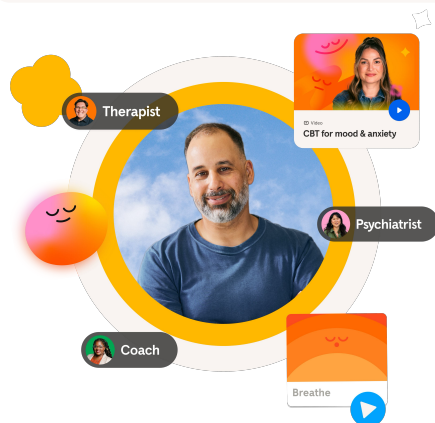 Therapist
Video
CBT for mood & anxiety
Psychiatrist
Coach
Breathe